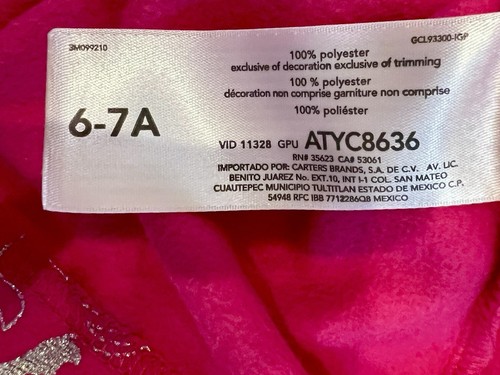 3M099210
GCL93300-IGP
100% polyester
exclusive of decoration exclusive of trimming
100 % polyester
décoration non comprise garniture non comprise
100% poliéster
6-7A
VID 11328 GPU ATYC8636
RN# 35623 CA# 53061
IMPORTADO POR: CARTERS BRANDS, S.A. DE C.V. AV. LIC.
BENITO JUAREZ No. EXT.10, INT I-1 COL. SAN MATEO
CUAUTEPEC MUNICIPIO TULTITLAN ESTADO DE MEXICO C.P.
54948 RFC IBB 7712286QB MEXICO